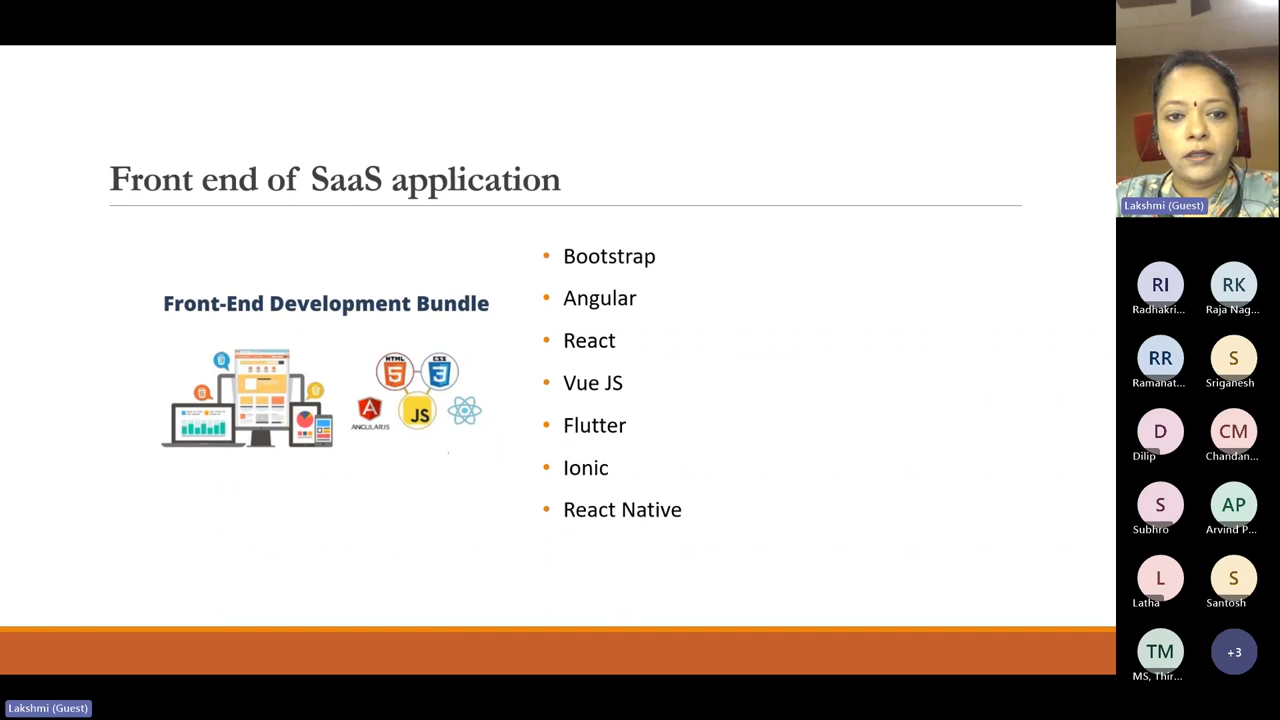 Front end of SaaS application
Front-End Development Bundle
HTML
5
CSS
3
JS
ANGULARJS
• Bootstrap
• Angular
• React
• Vue JS
• Flutter
• Ionic
• React Native
Lakshmi (Guest)
RI
Radhakri...
RK
Raja Nag...
RR
Ramanat...
S
Sriganesh
D
Dilip
CM
Chandan...
S
Subhro
AP
Arvind P...
L
Latha
S
Santosh
TM
MS, Thir...
+3
Lakshmi (Guest)